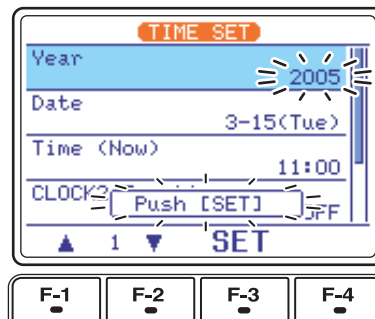 TIME SET
Year
2005
Date
3-15(Tue)
Time (Now)
11:00
CLOCK2
Push [SET]
OFF
▲ 1 ▼ SET
F-1 F-2 F-3 F-4